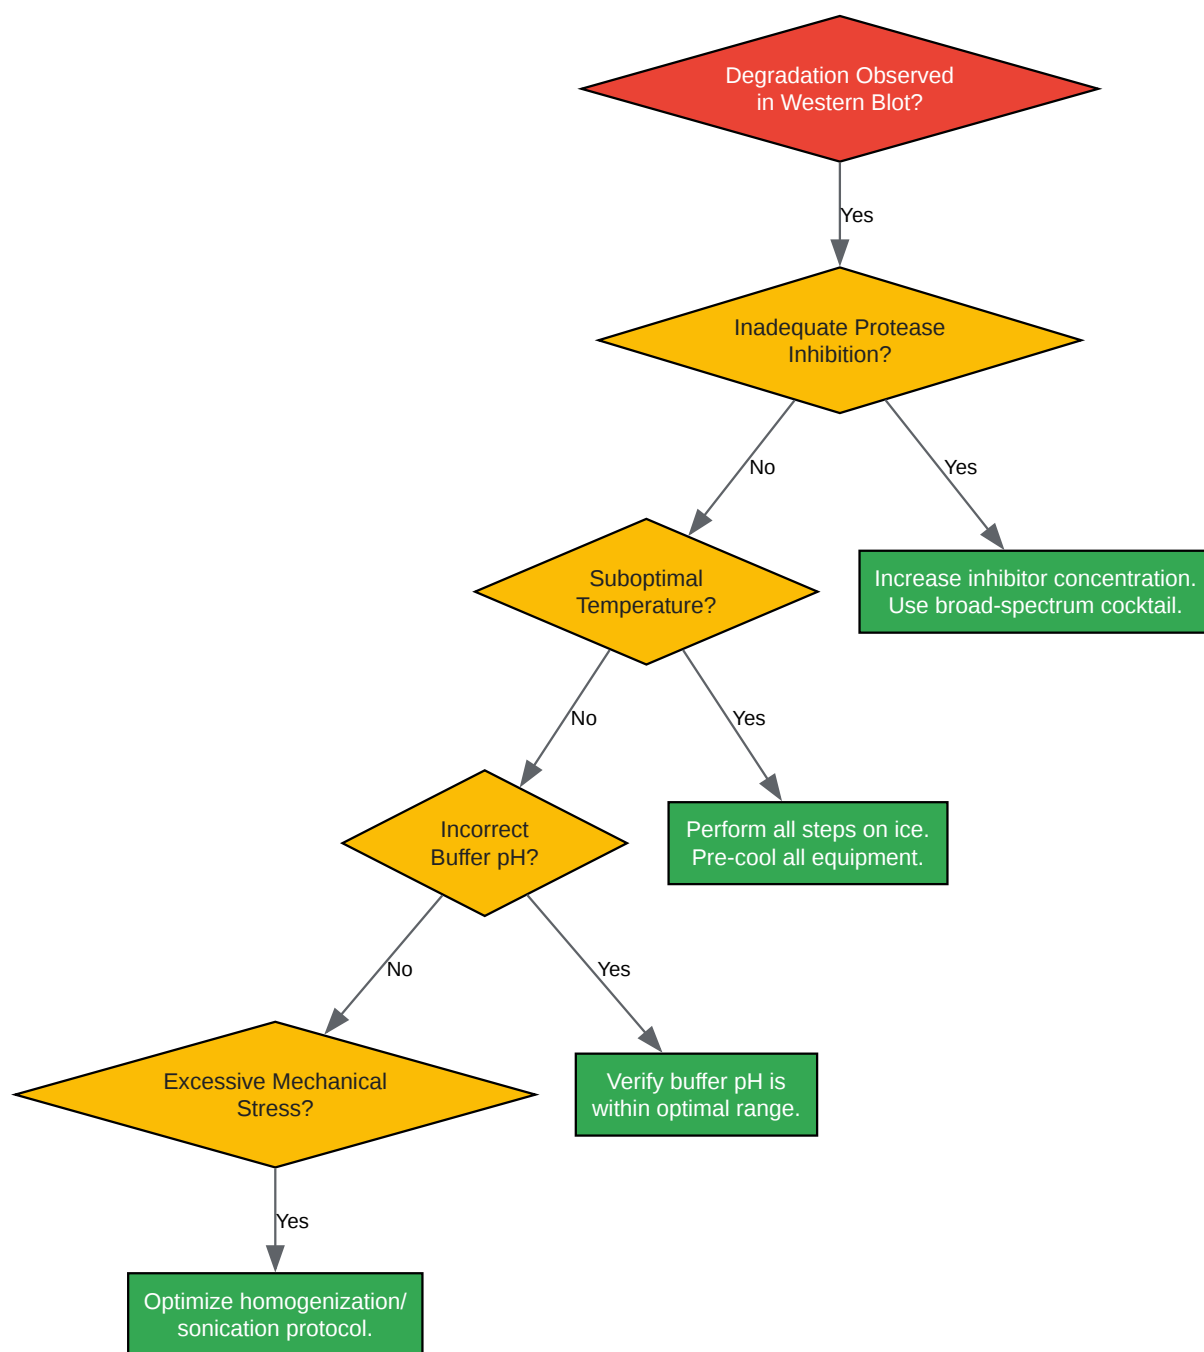 Degradation Observed
in Western Blot?
Yes
Inadequate Protease
Inhibition?
No
Yes
Suboptimal
Temperature?
Increase inhibitor concentration.
Use broad-spectrum cocktail.
No
Yes
Incorrect
Buffer pH?
Perform all steps on ice.
Pre-cool all equipment.
No
Yes
Excessive Mechanical
Stress?
Verify buffer pH is
within optimal range.
Yes
Optimize homogenization/
sonication protocol.